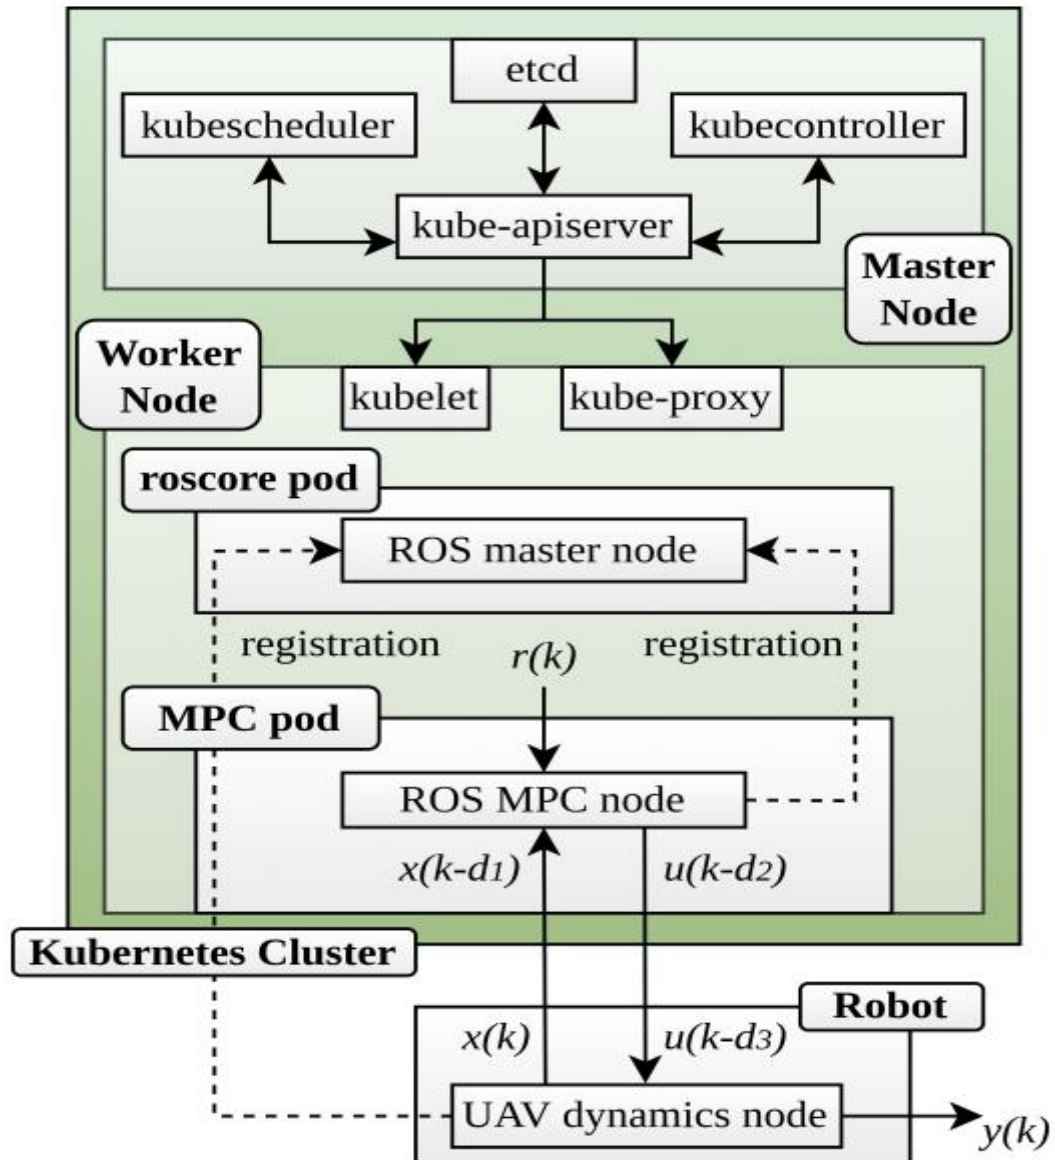 etcd
kubescheduler
kubecontroller
kube-apiserver
Master
Node
Worker
Node
kubelet
kube-proxy
roscore pod
ROS master node
registration
registration
r(k)
MPC pod
ROS MPC node
x(k-d1)
u(k-d2)
Kubernetes Cluster
Robot
x(k)
u(k-d3)
UAV dynamics node
y(k)